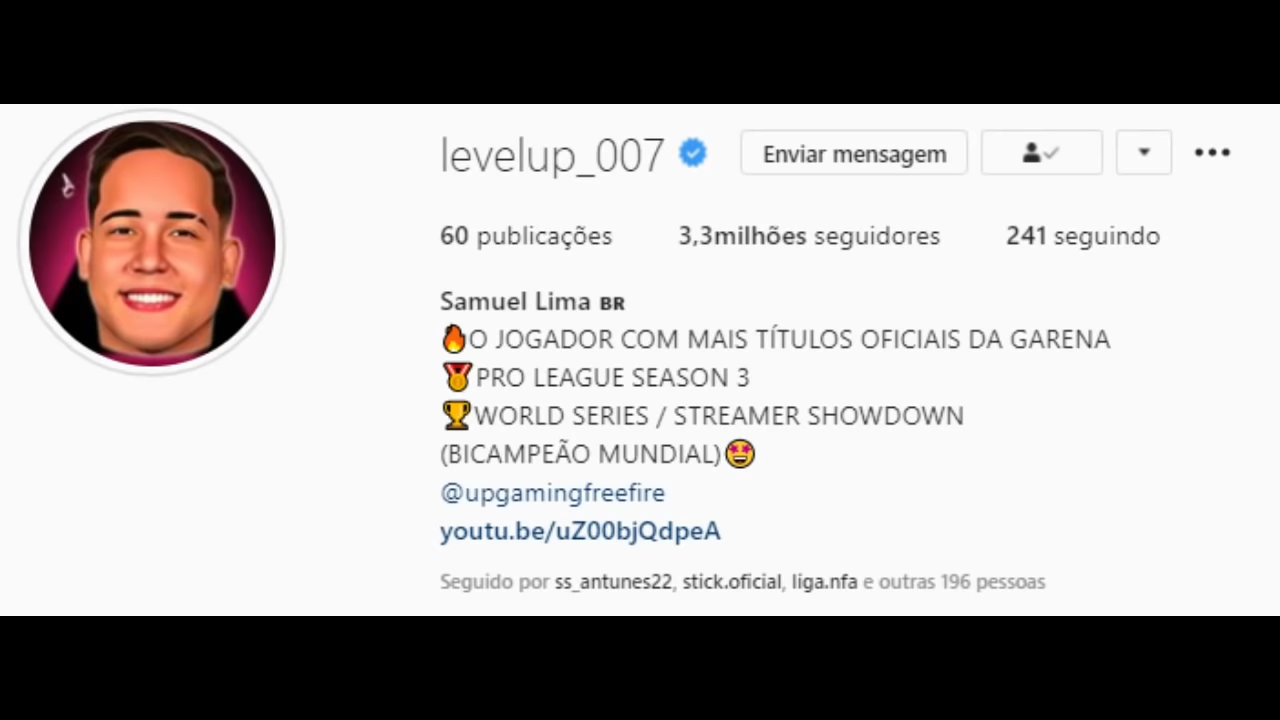 levelup_007 Enviar mensagem
60 publicações 3,3milhões seguidores 241 seguindo
Samuel Lima 🇧🇷
🔥O JOGADOR COM MAIS TÍTULOS OFICIAIS DA GARENA
🏅PRO LEAGUE SEASON 3
🏆WORLD SERIES / STREAMER SHOWDOWN
(BICAMPEÃO MUNDIAL)🤩
@upgamingfreefire
youtu.be/uZ00bjQdpeA
Seguido por ss_antunes22, stick.oficial, liga.nfa e outras 196 pessoas